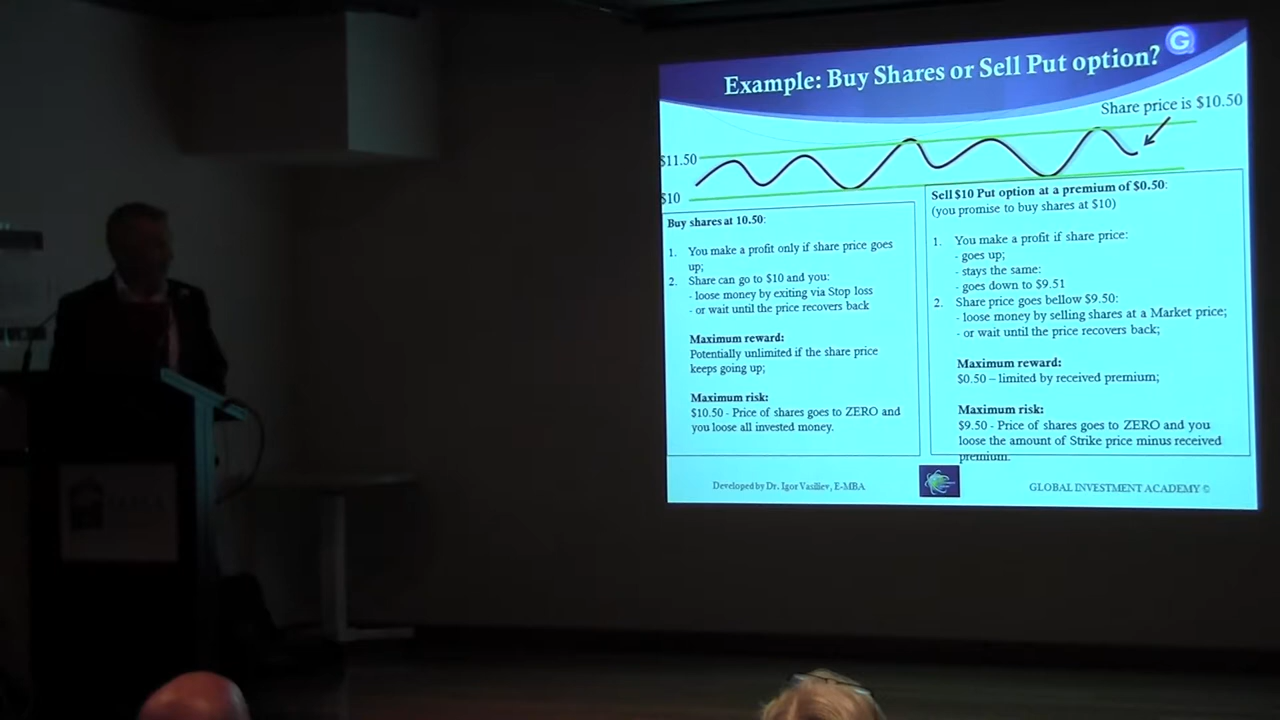 G
Example: Buy Shares or Sell Put option?
Share price is $10.50
$11.50
$10
Buy shares at 10.50:
1. You make a profit only if share price goes
up;
2. Share can go to $10 and you:
- loose money by exiting via Stop loss
- or wait until the price recovers back
Maximum reward:
Potentially unlimited if the share price
keeps going up;
Maximum risk:
$10.50 - Price of shares goes to ZERO and
you loose all invested money.
Sell $10 Put option at a premium of $0.50:
(you promise to buy shares at $10)
1. You make a profit if share price:
- goes up;
- stays the same:
- goes down to $9.51
2. Share price goes bellow $9.50:
- loose money by selling shares at a Market price;
- or wait until the price recovers back;
Maximum reward:
$0.50 – limited by received premium;
Maximum risk:
$9.50 - Price of shares goes to ZERO and you
loose the amount of Strike price minus received
premium.
Developed by Dr. Igor Vasiliev, E-MBA
GLOBAL INVESTMENT ACADEMY ©